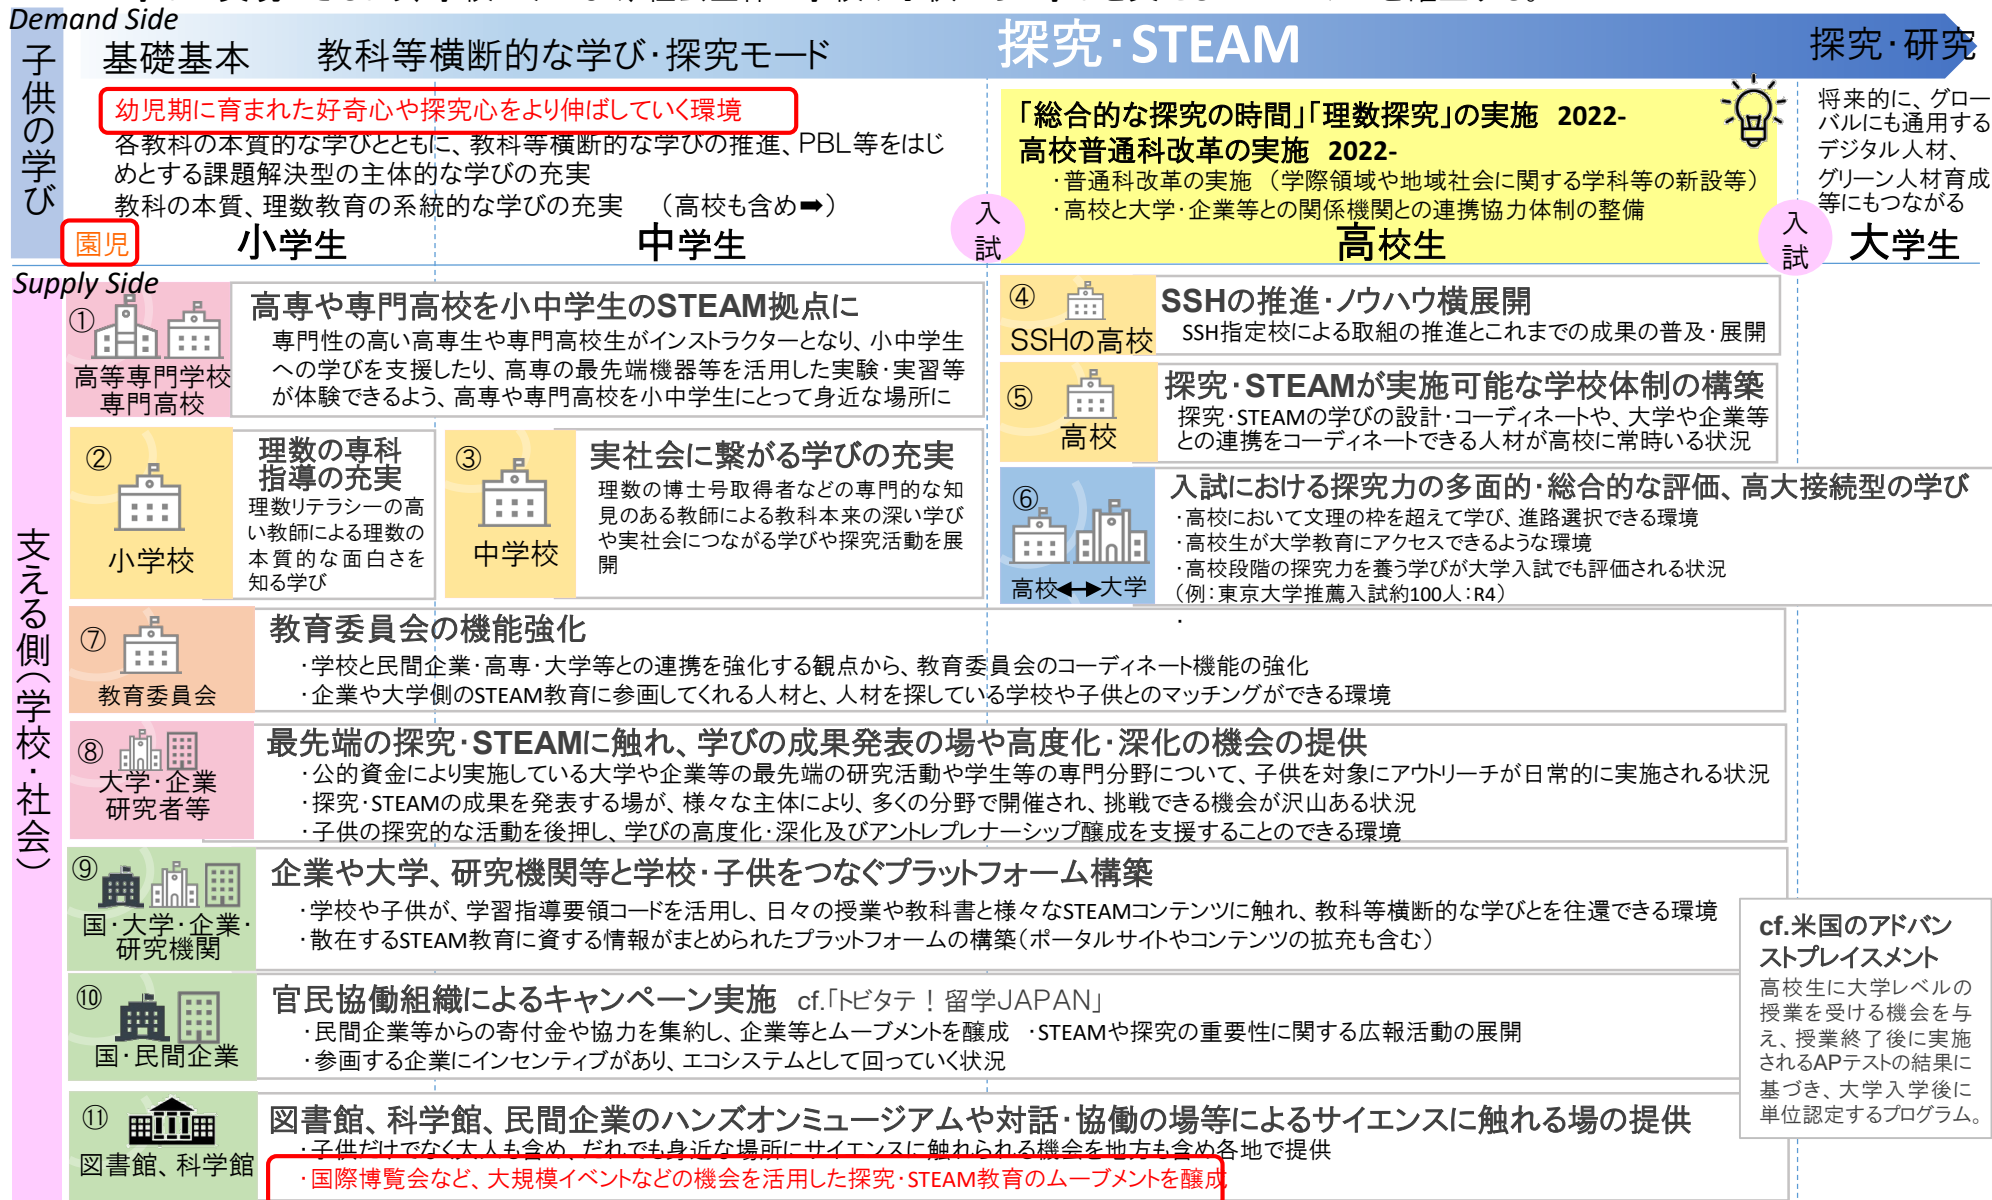 Demand Side
子供の学び
基礎基本
教科等横断的な学び・探究モード
探究・STEAM
探究・研究
幼児期に育まれた好奇心や探究心をより伸ばしていく環境
各教科の本質的な学びとともに、教科等横断的な学びの推進、PBL等をはじ
めとする課題解決型の主体的な学びの充実
教科の本質、理数教育の系統的な学びの充実 （高校も含め➡）
園児
小学生
中学生
入試
「総合的な探究の時間」「理数探究」の実施 2022-
高校普通科改革の実施 2022-
・普通科改革の実施 （学際領域や地域社会に関する学科等の新設等）
・高校と大学・企業等との関係機関との連携協力体制の整備
高校生
入試
将来的に、グロー
バルにも通用する
デジタル人材、
グリーン人材育成
等にもつながる
大学生
Supply Side
支える側（学校・社会）
①
高等専門学校
専門高校
高専や専門高校を小中学生のSTEAM拠点に
専門性の高い高専生や専門高校生がインストラクターとなり、小中学生
への学びを支援したり、高専の最先端機器等を活用した実験・実習等
が体験できるよう、高専や専門高校を小中学生にとって身近な場所に
②
小学校
理数の専科
指導の充実
理数リテラシーの高
い教師による理数の
本質的な面白さを
知る学び
③
中学校
実社会に繋がる学びの充実
理数の博士号取得者などの専門的な知
見のある教師による教科本来の深い学び
や実社会につながる学びや探究活動を展
開
④
SSHの高校
SSHの推進・ノウハウ横展開
SSH指定校による取組の推進とこれまでの成果の普及・展開
⑤
高校
探究・STEAMが実施可能な学校体制の構築
探究・STEAMの学びの設計・コーディネートや、大学や企業等
との連携をコーディネートできる人材が高校に常時いる状況
⑥
高校⟷大学
入試における探究力の多面的・総合的な評価、高大接続型の学び
・高校において文理の枠を超えて学び、進路選択できる環境
・高校生が大学教育にアクセスできるような環境
・高校段階の探究力を養う学びが大学入試でも評価される状況
（例：東京大学推薦入試約100人：R4）
・
⑦
教育委員会
教育委員会の機能強化
・学校と民間企業・高専・大学等との連携を強化する観点から、教育委員会のコーディネート機能の強化
・企業や大学側のSTEAM教育に参画してくれる人材と、人材を探している学校や子供とのマッチングができる環境
⑧
大学・企業
研究者等
最先端の探究・STEAMに触れ、学びの成果発表の場や高度化・深化の機会の提供
・公的資金により実施している大学や企業等の最先端の研究活動や学生等の専門分野について、子供を対象にアウトリーチが日常的に実施される状況
・探究・STEAMの成果を発表する場が、様々な主体により、多くの分野で開催され、挑戦できる機会が沢山ある状況
・子供の探究的な活動を後押し、学びの高度化・深化及びアントレプレナーシップ醸成を支援することのできる環境
⑨
国・大学・企業・
研究機関
企業や大学、研究機関等と学校・子供をつなぐプラットフォーム構築
・学校や子供が、学習指導要領コードを活用し、日々の授業や教科書と様々なSTEAMコンテンツに触れ、教科等横断的な学びとを往還できる環境
・散在するSTEAM教育に資する情報がまとめられたプラットフォームの構築（ポータルサイトやコンテンツの拡充も含む）
⑩
国・民間企業
官民協働組織によるキャンペーン実施 cf.「トビタテ！留学JAPAN」
・民間企業等からの寄付金や協力を集約し、企業等とムーブメントを醸成 ・STEAMや探究の重要性に関する広報活動の展開
・参画する企業にインセンティブがあり、エコシステムとして回っていく状況
cf.米国のアドバン
ストプレイスメント
高校生に大学レベルの
授業を受ける機会を与
え、授業終了後に実施
されるAPテストの結果に
基づき、大学入学後に
単位認定するプログラム。
⑪
図書館、科学館
図書館、科学館、民間企業のハンズオンミュージアムや対話・協働の場等によるサイエンスに触れる場の提供
・子供だけでなく大人も含め、だれでも身近な場所にサイエンスに触れられる機会を地方も含め各地で提供
・国際博覧会など、大規模イベントなどの機会を活用した探究・STEAM教育のムーブメントを醸成